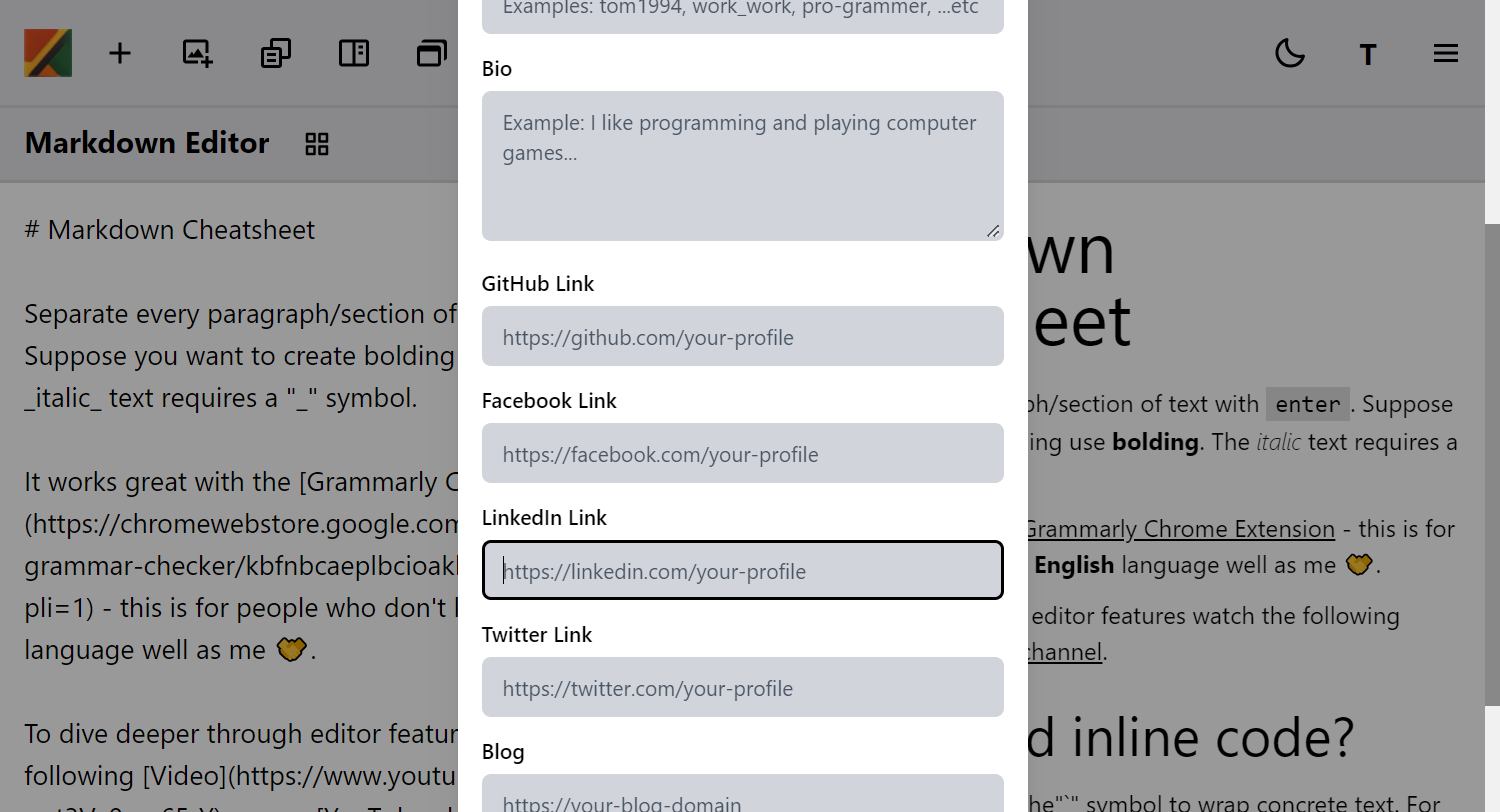 Examples: tom1994, work_work, pro-grammer, ...etc
T
Markdown Editor
Bio
Example: I like programming and playing computer
games...
GitHub Link
https://github.com/your-profile
Facebook Link
https://facebook.com/your-profile
LinkedIn Link
https://linkedin.com/your-profile
Twitter Link
https://twitter.com/your-profile
Blog
https://your-blog-domain
# Markdown Cheatsheet
Separate every paragraph/section of
Suppose you want to create bolding
_italic_ text requires a "_" symbol.
It works great with the [Grammarly C
(https://chromewebstore.google.com
grammar-checker/kbfnbcaeplbcioakl
pli=1) - this is for people who don't
language well as me 🤝.
To dive deeper through editor featur
following [Video](https://www.youtu
wn
eet
ph/section of text with enter. Suppose
ing use bolding. The italic text requires a
Grammarly Chrome Extension - this is for
English language well as me 🤝.
editor features watch the following
channel.
d inline code?
he"`" symbol to wrap concrete text. For